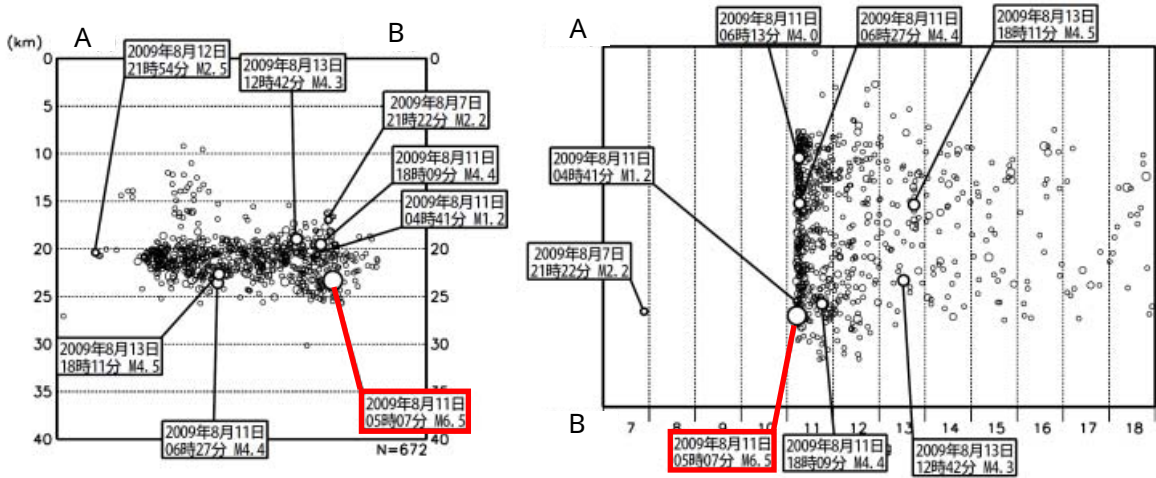 A
B
(km)
0
5
10
15
20
25
30
35
40
0
20
25
30
35
40
2009年8月12日
21時54分 M2.5
2009年8月13日
12時42分 M4.3
2009年8月7日
21時22分 M2.2
2009年8月11日
18時09分 M4.4
2009年8月11日
04時41分 M1.2
2009年8月13日
18時11分 M4.5
2009年8月11日
06時27分 M4.4
2009年8月11日
05時07分 M6.5
N=672
A
B
2009年8月11日
06時13分 M4.0
2009年8月11日
06時27分 M4.4
2009年8月13日
18時11分 M4.5
2009年8月11日
04時41分 M1.2
2009年8月7日
21時22分 M2.2
7 8 9 10 11 12 13 14 15 16 17 18
2009年8月11日
05時07分 M6.5
2009年8月11日
18時09分 M4.4
2009年8月13日
12時42分 M4.3